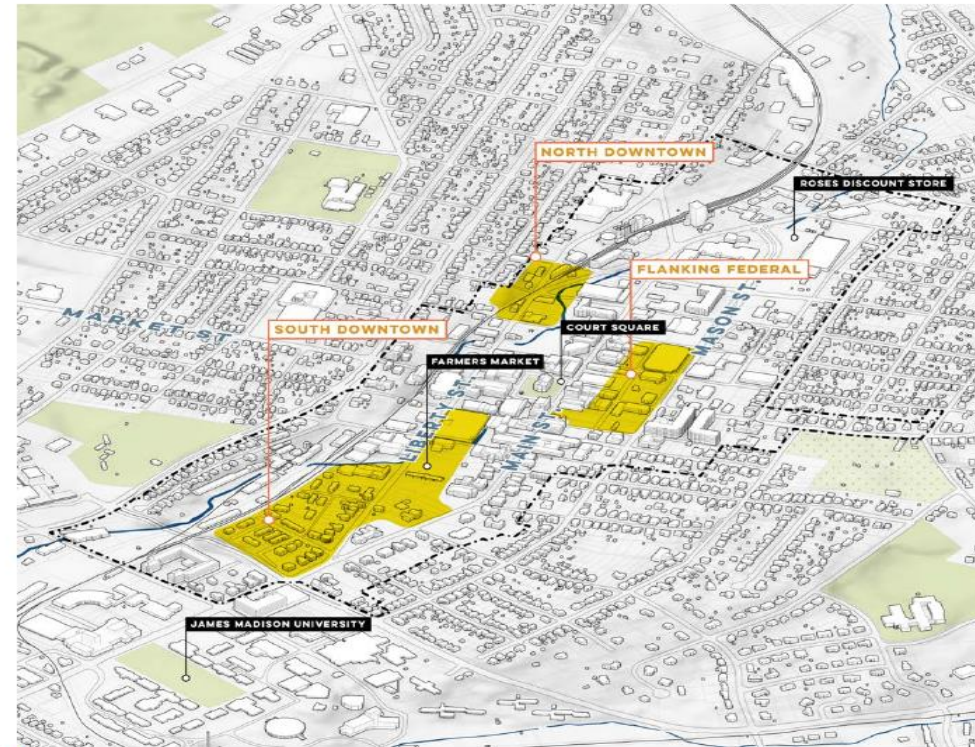 NORTH DOWNTOWN
ROSES DISCOUNT STORE
FLANKING FEDERAL
MASON ST
MARKET ST
SOUTH DOWNTOWN
COURT SQUARE
FARMERS MARKET
LIBERTY ST
MAIN ST
JAMES MADISON UNIVERSITY